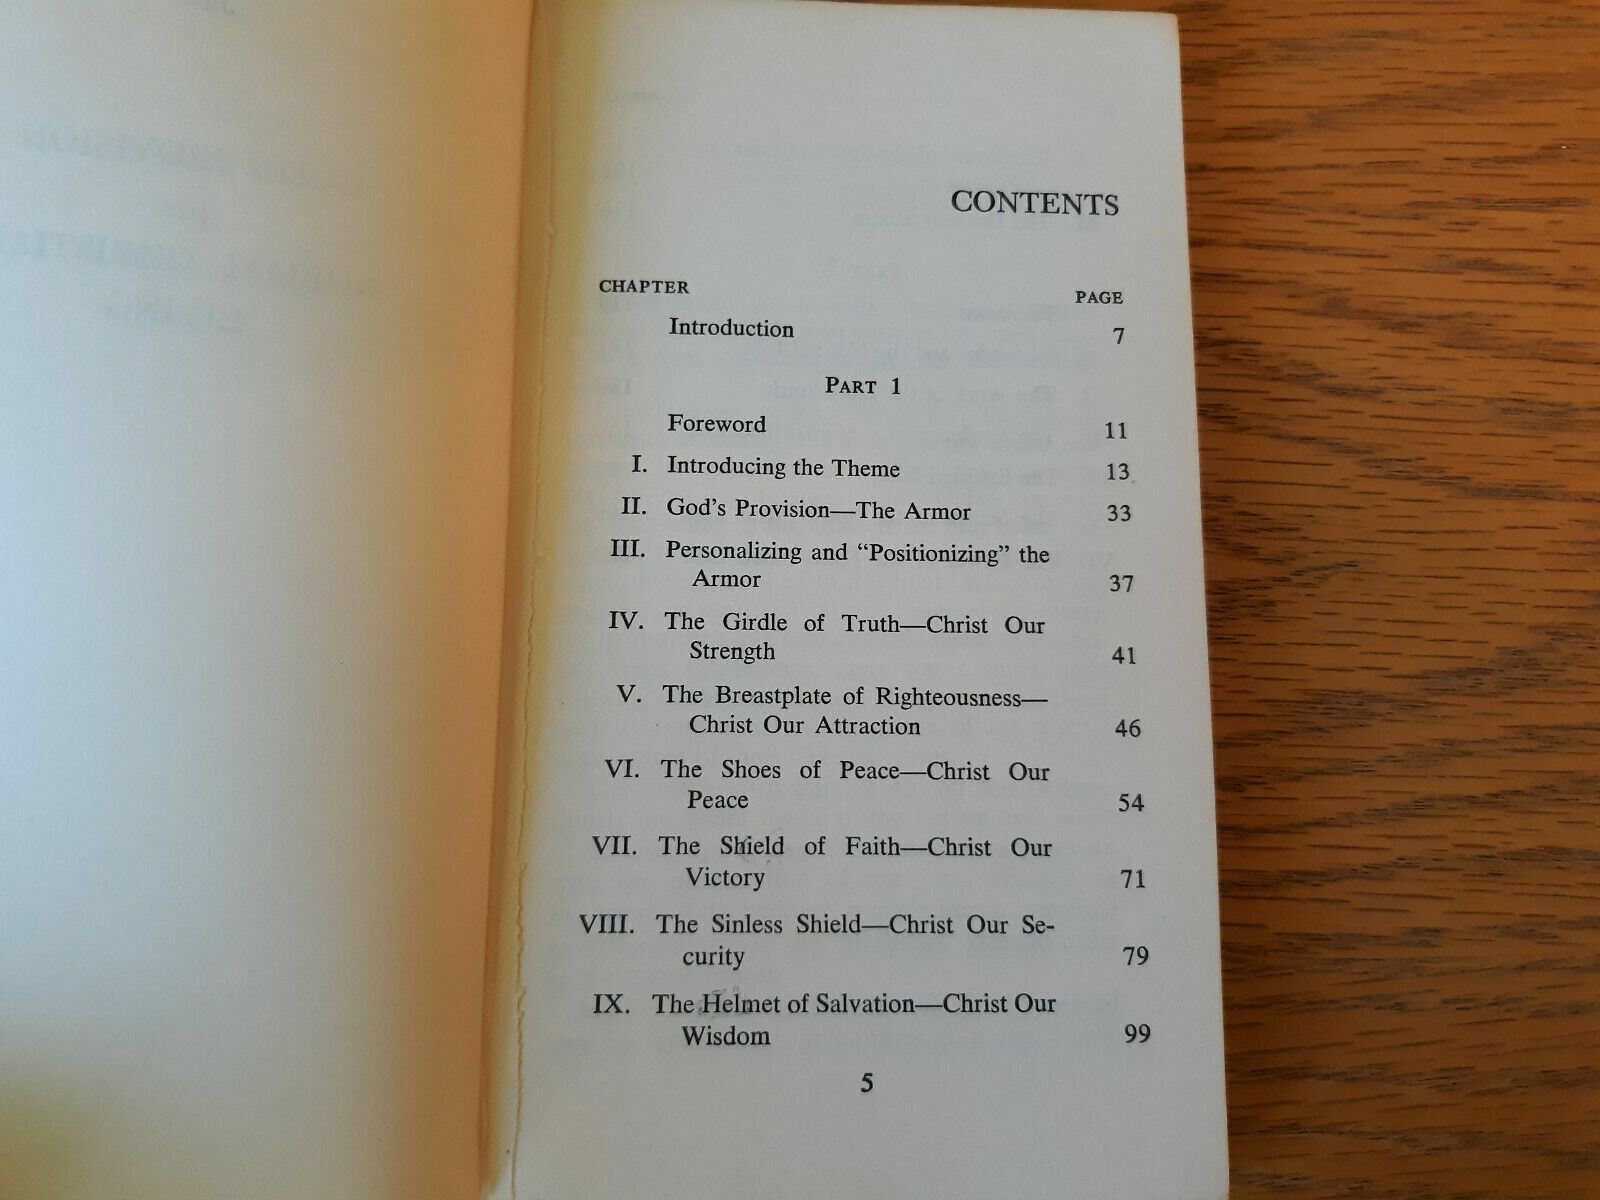 CONTENTS
CHAPTER PAGE
Introduction 7
PART 1
Foreword 11
I. Introducing the Theme 13
II. God's Provision—The Armor 33
III. Personalizing and “Positionizing” the
Armor 37
IV. The Girdle of Truth—Christ Our
Strength 41
V. The Breastplate of Righteousness—
Christ Our Attraction 46
VI. The Shoes of Peace—Christ Our
Peace 54
VII. The Shield of Faith—Christ Our
Victory 71
VIII. The Sinless Shield—Christ Our Se-
curity 79
IX. The Helmet of Salvation—Christ Our
Wisdom 99
5